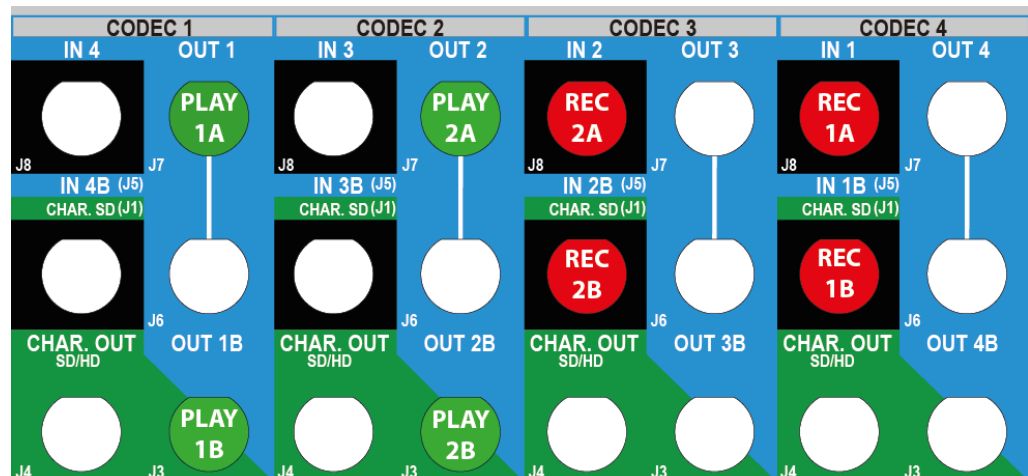 CODEC 1 CODEC 2 CODEC 3 CODEC 4
IN 4 OUT 1 IN 3 OUT 2 IN 2 OUT 3 IN 1 OUT 4
PLAY 1A PLAY 2A REC 2A REC 1A
J8 J7 J8 J7 J8 J7 J8 J7
IN 4B (J5) IN 3B (J5) IN 2B (J5) IN 1B (J5)
CHAR. SD (J1) CHAR. SD (J1) CHAR. SD (J1) CHAR. SD (J1)
REC 2B REC 1B
J6 J6 J6 J6
CHAR. OUT OUT 1B CHAR. OUT OUT 2B CHAR. OUT OUT 3B CHAR. OUT OUT 4B
SD/HD SD/HD SD/HD SD/HD
PLAY 1B PLAY 2B
J4 J3 J4 J3 J4 J3 J4 J3